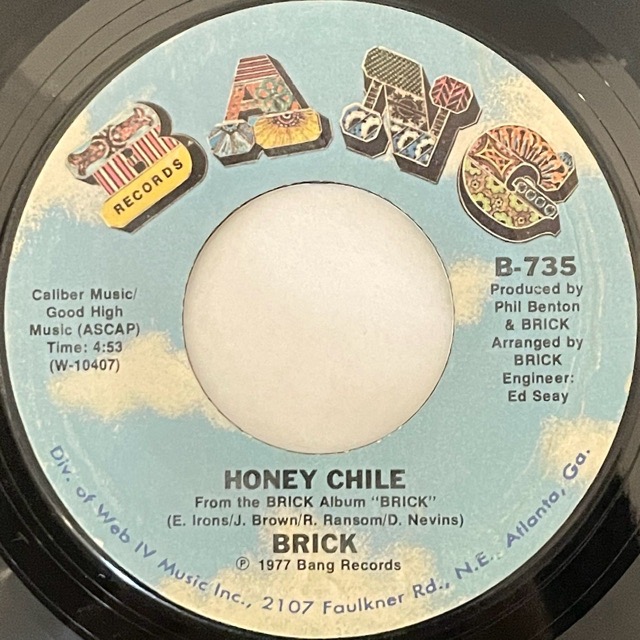 BANG
RECORDS
B-735
Produced by
Phil Benton
& BRICK
Arranged by
BRICK
Engineer:
Ed Seay
Caliber Music/
Good High
Music (ASCAP)
Time: 4:53
(W-10407)
HONEY CHILE
From the BRICK Album "BRICK"
(E. Irons/J. Brown/R. Ransom/D. Nevins)
BRICK
℗ 1977 Bang Records
Div. of Web IV Music Inc., 2107 Faulkner Rd., N.E., Atlanta, Ga.